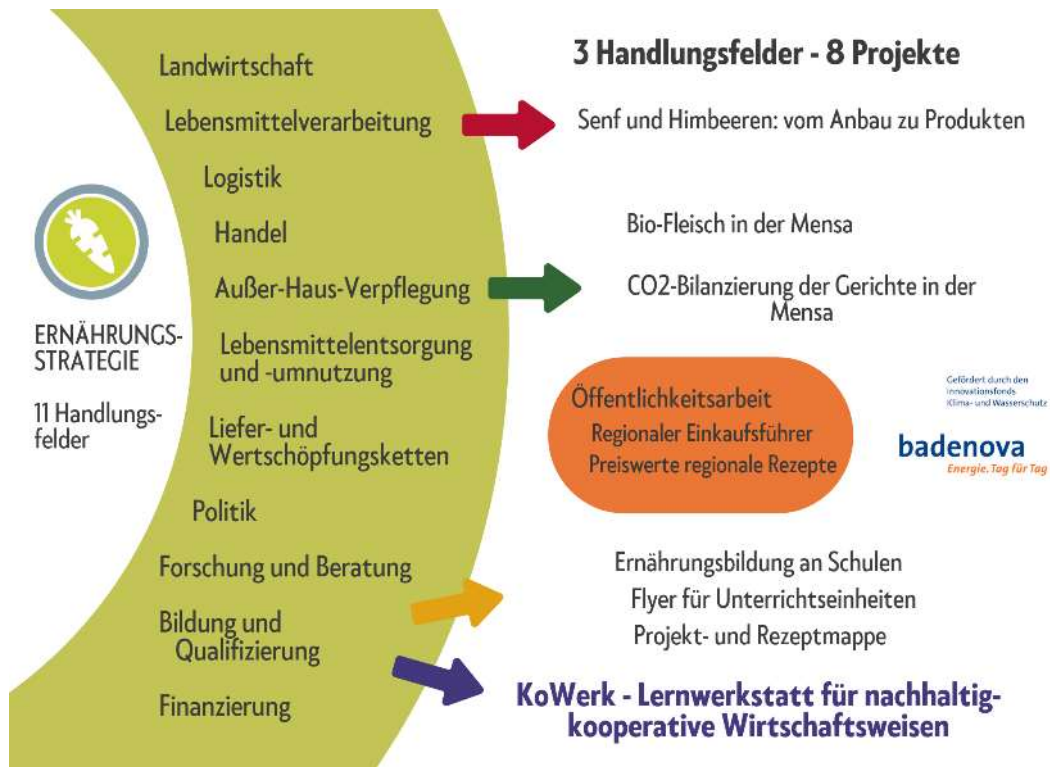 ERNÄHRUNGS-
STRATEGIE
11 Handlungs-
felder
Landwirtschaft
Lebensmittelverarbeitung
Logistik
Handel
Außer-Haus-Verpflegung
Lebensmittelentsorgung
und -umnutzung
Liefer- und
Wertschöpfungsketten
Politik
Forschung und Beratung
Bildung und
Qualifizierung
Finanzierung
3 Handlungsfelder - 8 Projekte
Senf und Himbeeren: vom Anbau zu Produkten
Bio-Fleisch in der Mensa
CO2-Bilanzierung der Gerichte in der
Mensa
Öffentlichkeitsarbeit
Regionaler Einkaufsführer
Preiswerte regionale Rezepte
Gefördert durch den
Innovationsfonds
Klima- und Wasserschutz
badenova
Energie. Tag für Tag
Ernährungsbildung an Schulen
Flyer für Unterrichtseinheiten
Projekt- und Rezeptmappe
KoWerk - Lernwerkstatt für nachhaltig-
kooperative Wirtschaftsweisen